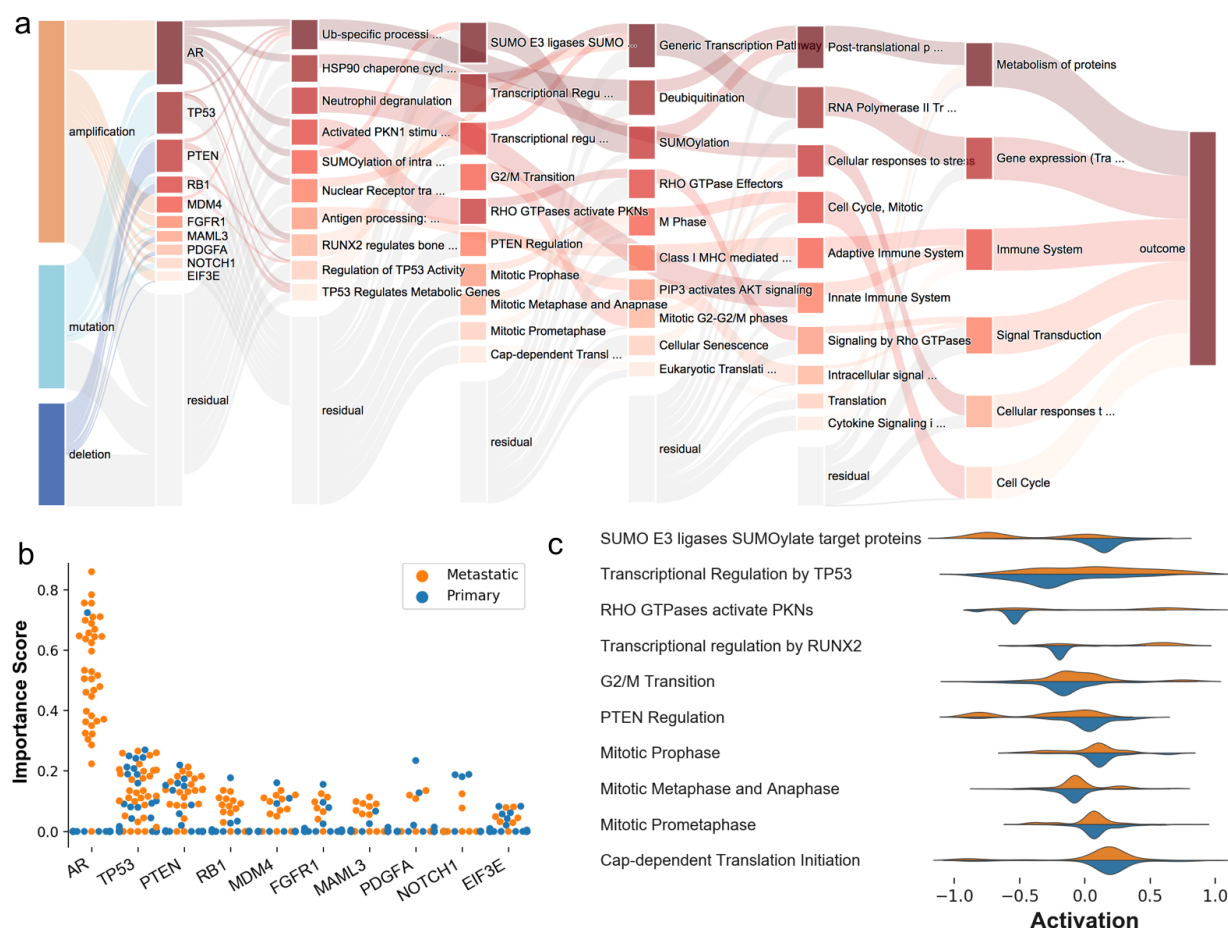 a
amplification
mutation
deletion
AR
TP53
PTEN
RB1
MDM4
FGFR1
MAML3
PDGFA
NOTCH1
EIF3E
residual
Ub-specific processi ...
HSP90 chaperone cycl ...
Neutrophil degranulation
Activated PKN1 stimu ...
SUMOylation of intra ...
Nuclear Receptor tra ...
Antigen processing: ...
RUNX2 regulates bone ...
Regulation of TP53 Activity
TP53 Regulates Metabolic Genes
residual
SUMO E3 ligases SUMO ...
Transcriptional Regu ...
Transcriptional regu ...
G2/M Transition
RHO GTPases activate PKNs
PTEN Regulation
Mitotic Prophase
Mitotic Metaphase and Anaphase
Mitotic Prometaphase
Cap-dependent Transl ...
residual
Generic Transcription Pathway
Deubiquitination
SUMOylation
RHO GTPase Effectors
M Phase
Class I MHC mediated ...
PIP3 activates AKT signaling
Mitotic G2-G2/M phases
Cellular Senescence
Eukaryotic Translati ...
residual
Post-translational p ...
RNA Polymerase II Tr ...
Cellular responses to stress
Cell Cycle, Mitotic
Adaptive Immune System
Innate Immune System
Signaling by Rho GTPases
Intracellular signal ...
Translation
Cytokine Signaling i ...
residual
Metabolism of proteins
Gene expression (Tra ...
Immune System
Signal Transduction
Cellular responses t ...
Cell Cycle
outcome
b
Importance Score
0.8
0.6
0.4
0.2
0.0
Metastatic
Primary
AR
TP53
PTEN
RB1
MDM4
FGFR1
MAML3
PDGFA
NOTCH1
EIF3E
c
SUMO E3 ligases SUMOylate target proteins
Transcriptional Regulation by TP53
RHO GTPases activate PKNs
Transcriptional regulation by RUNX2
G2/M Transition
PTEN Regulation
Mitotic Prophase
Mitotic Metaphase and Anaphase
Mitotic Prometaphase
Cap-dependent Translation Initiation
−1.0 −0.5 0.0 0.5 1.0
Activation